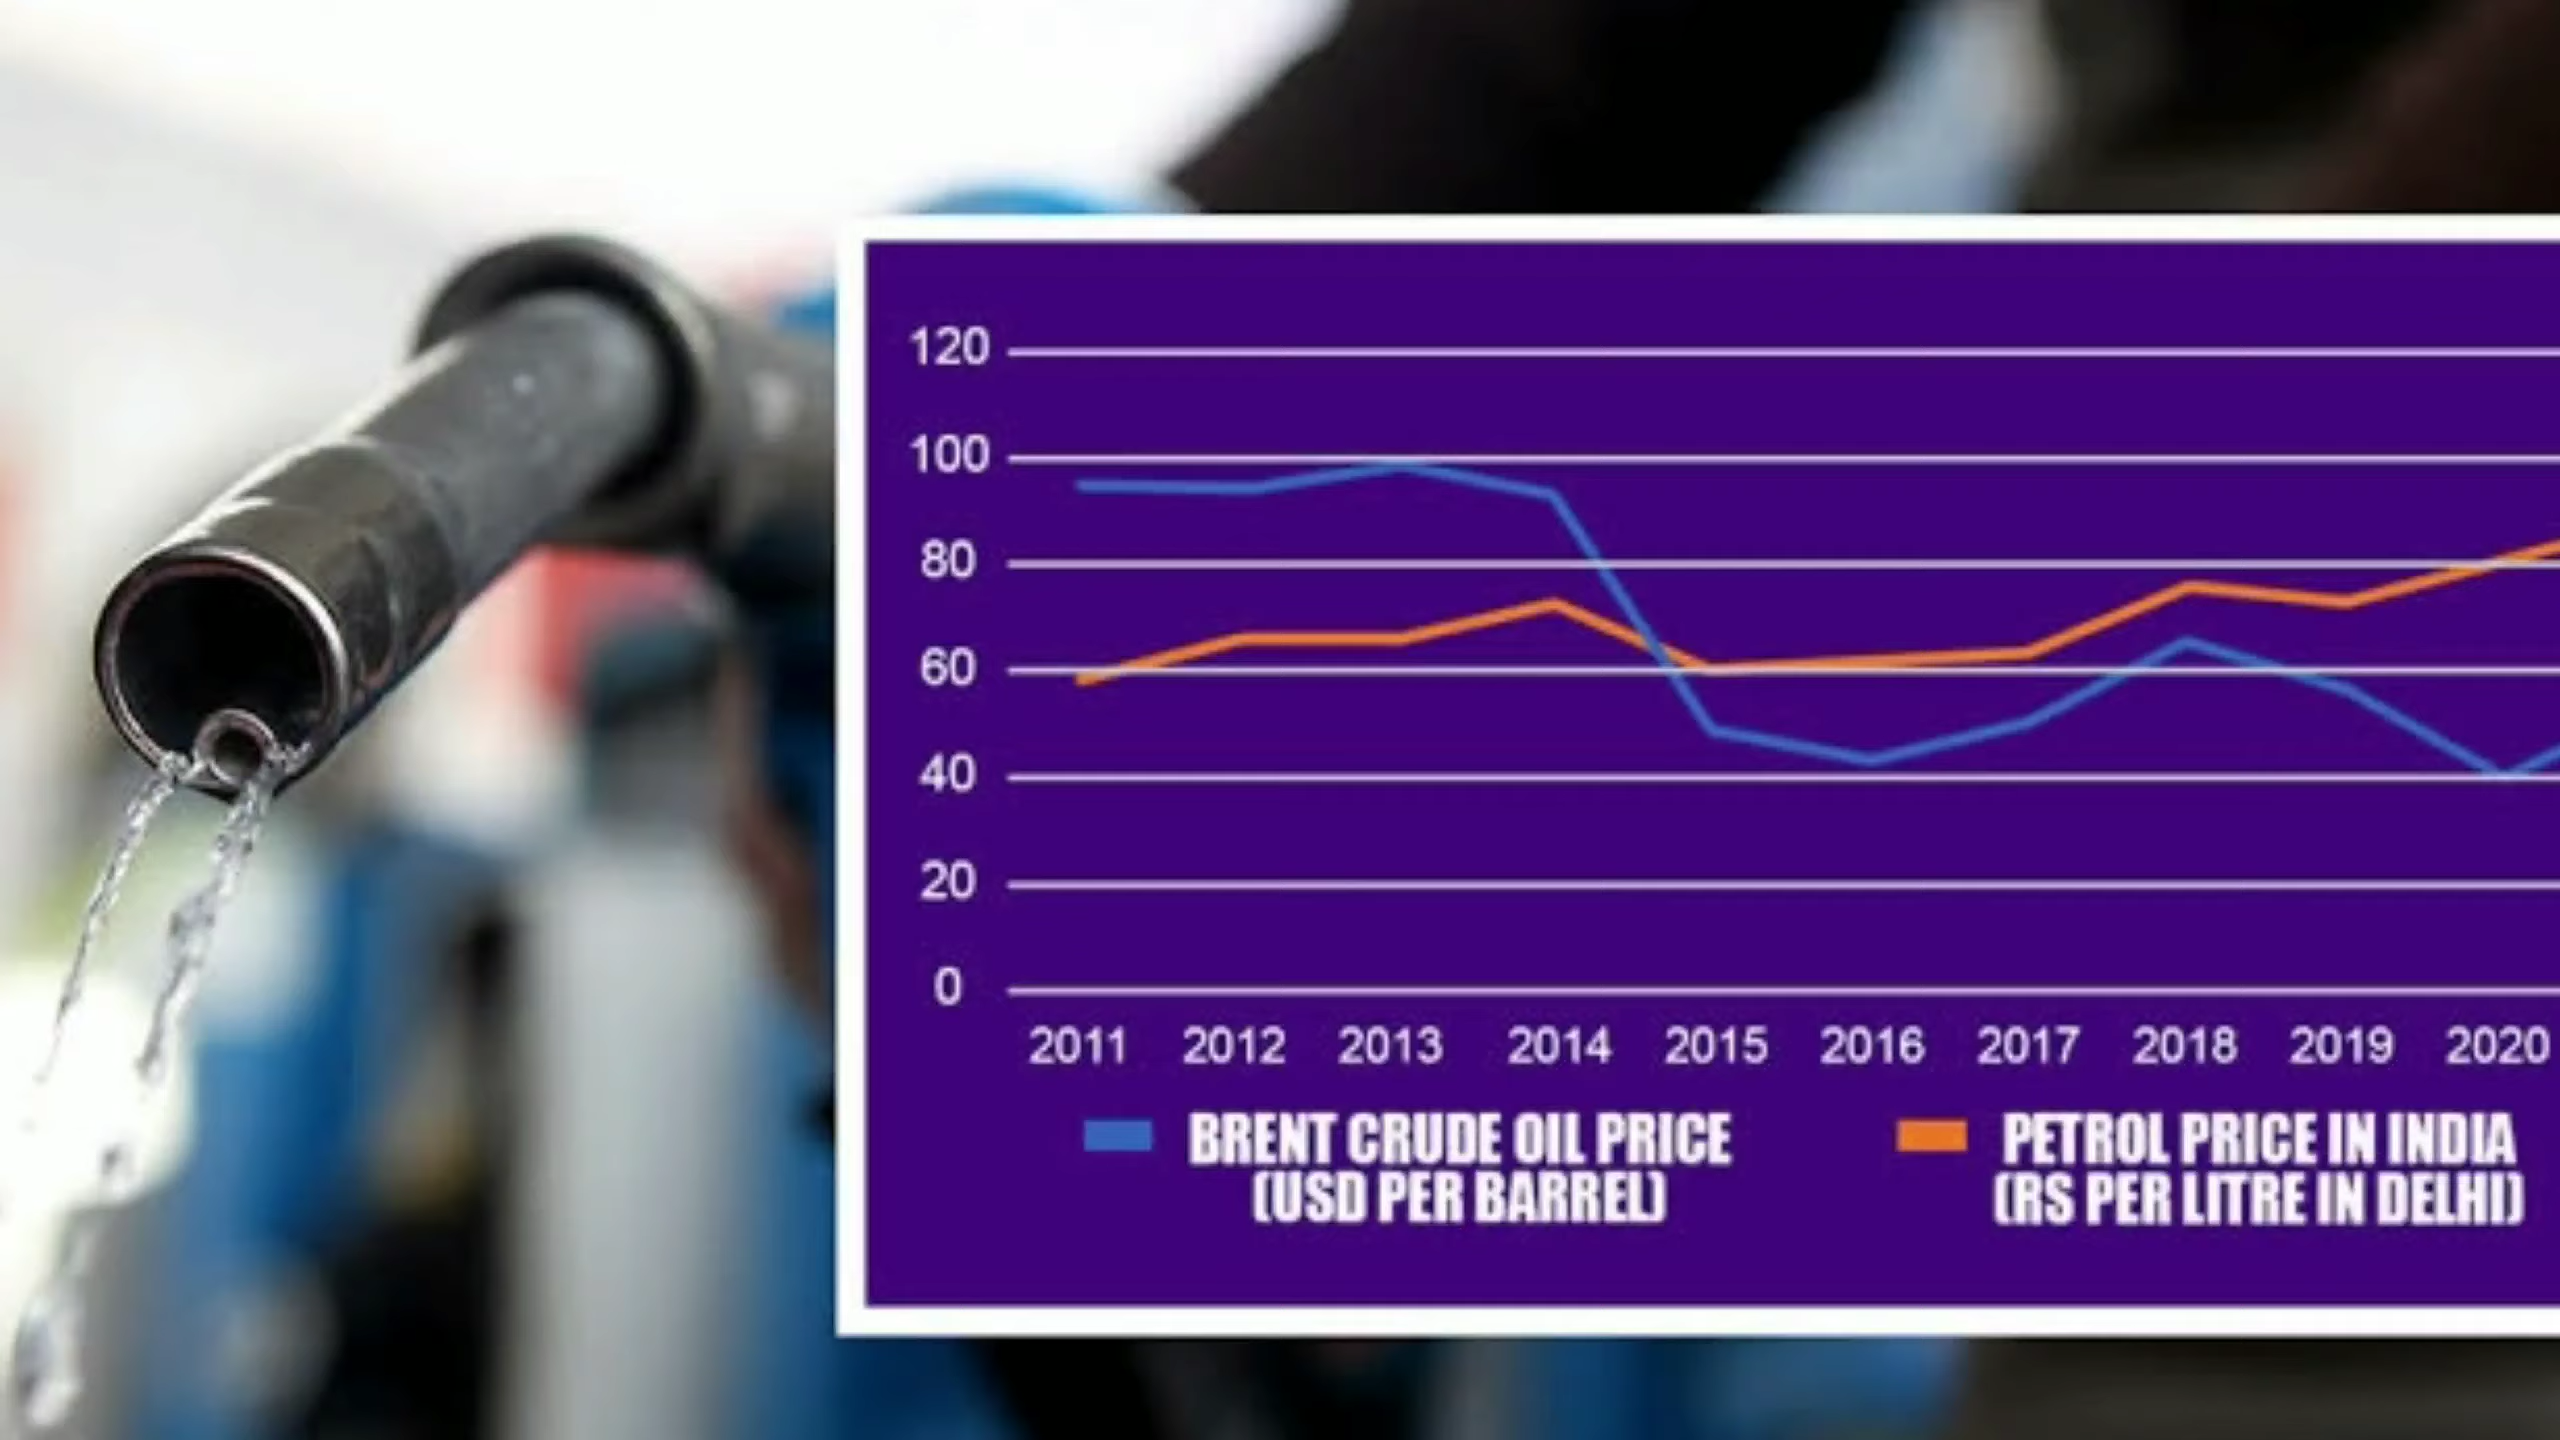 120
100
80
60
40
20
0
2011 2012 2013 2014 2015 2016 2017 2018 2019 2020
BRENT CRUDE OIL PRICE
(USD PER BARREL)
PETROL PRICE IN INDIA
(RS PER LITRE IN DELHI)